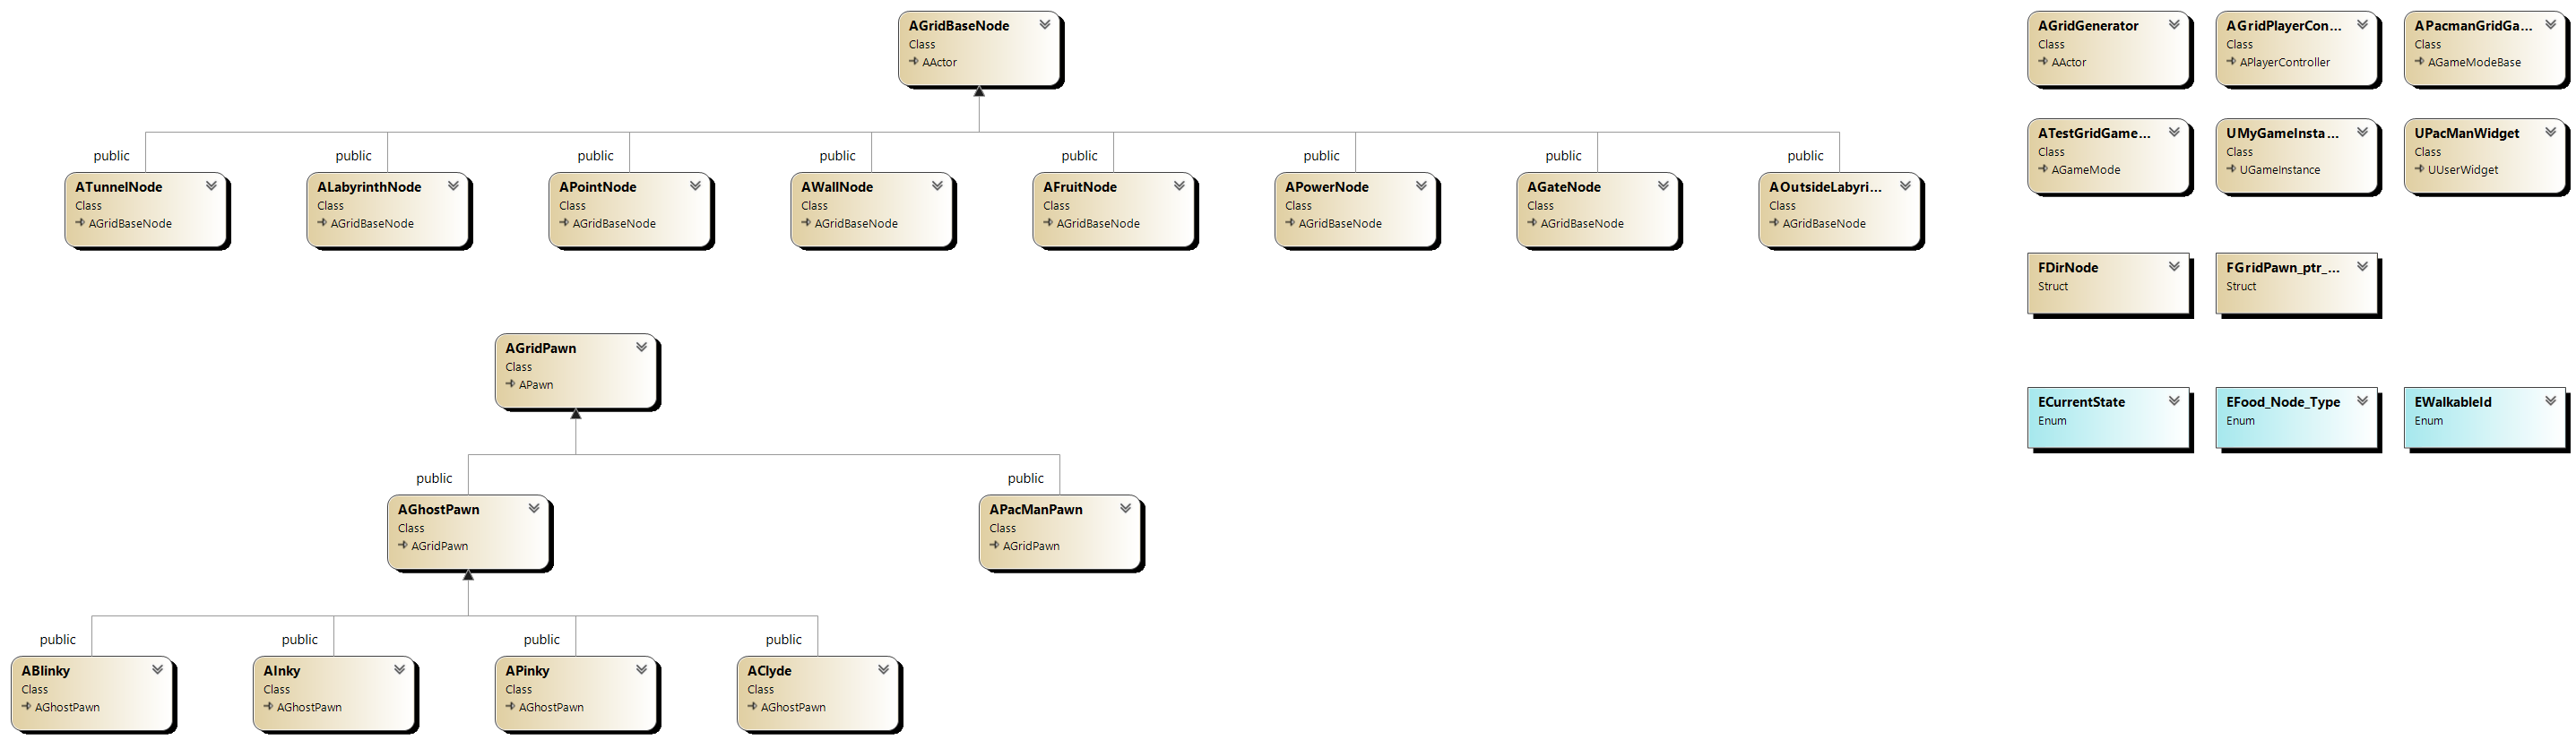 AGridBaseNode
Class
AActor
public
public
public
public
public
public
public
public
ATunnelNode
Class
AGridBaseNode
ALabyrinthNode
Class
AGridBaseNode
APointNode
Class
AGridBaseNode
AWallNode
Class
AGridBaseNode
AFruitNode
Class
AGridBaseNode
APowerNode
Class
AGridBaseNode
AGateNode
Class
AGridBaseNode
AOutsideLabyri...
Class
AGridBaseNode
AGridPawn
Class
APawn
public
public
AGhostPawn
Class
AGridPawn
APacManPawn
Class
AGridPawn
public
public
public
public
ABlinky
Class
AGhostPawn
AInky
Class
AGhostPawn
APinky
Class
AGhostPawn
AClyde
Class
AGhostPawn
AGridGenerator
Class
AActor
AGridPlayerCon...
Class
APlayerController
APacmanGridGa...
Class
AGameModeBase
ATestGridGame...
Class
AGameMode
UMyGameInsta...
Class
UGameInstance
UPacManWidget
Class
UUserWidget
FDirNode
Struct
FGridPawn_ptr_...
Struct
ECurrentState
Enum
EFood_Node_Type
Enum
EWalkableId
Enum